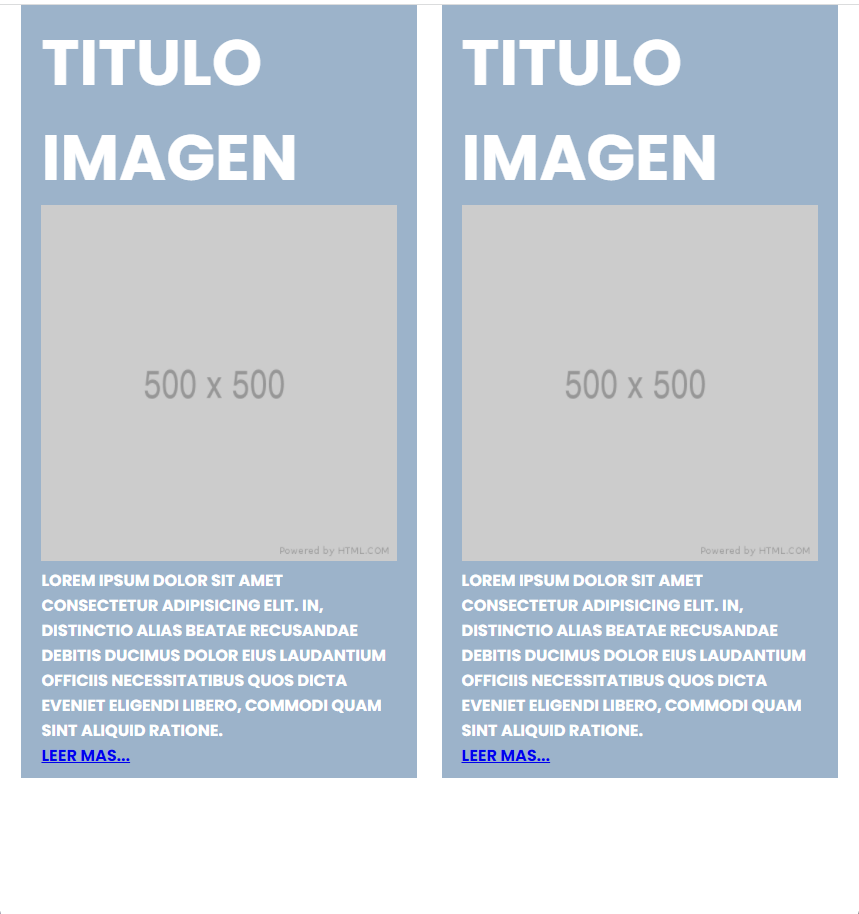 TITULO
IMAGEN
500 x 500
Powered by HTML.COM
LOREM IPSUM DOLOR SIT AMET
CONSECTETUR ADIPISICING ELIT. IN,
DISTINCTIO ALIAS BEATAE RECUSANDAE
DEBITIS DUCIMUS DOLOR EIUS LAUDANTIUM
OFFICIIS NECESSITATIBUS QUOS DICTA
EVENIET ELIGENDI LIBERO, COMMODI QUAM
SINT ALIQUID RATIONE.
LEER MAS...
TITULO
IMAGEN
500 x 500
Powered by HTML.COM
LOREM IPSUM DOLOR SIT AMET
CONSECTETUR ADIPISICING ELIT. IN,
DISTINCTIO ALIAS BEATAE RECUSANDAE
DEBITIS DUCIMUS DOLOR EIUS LAUDANTIUM
OFFICIIS NECESSITATIBUS QUOS DICTA
EVENIET ELIGENDI LIBERO, COMMODI QUAM
SINT ALIQUID RATIONE.
LEER MAS...